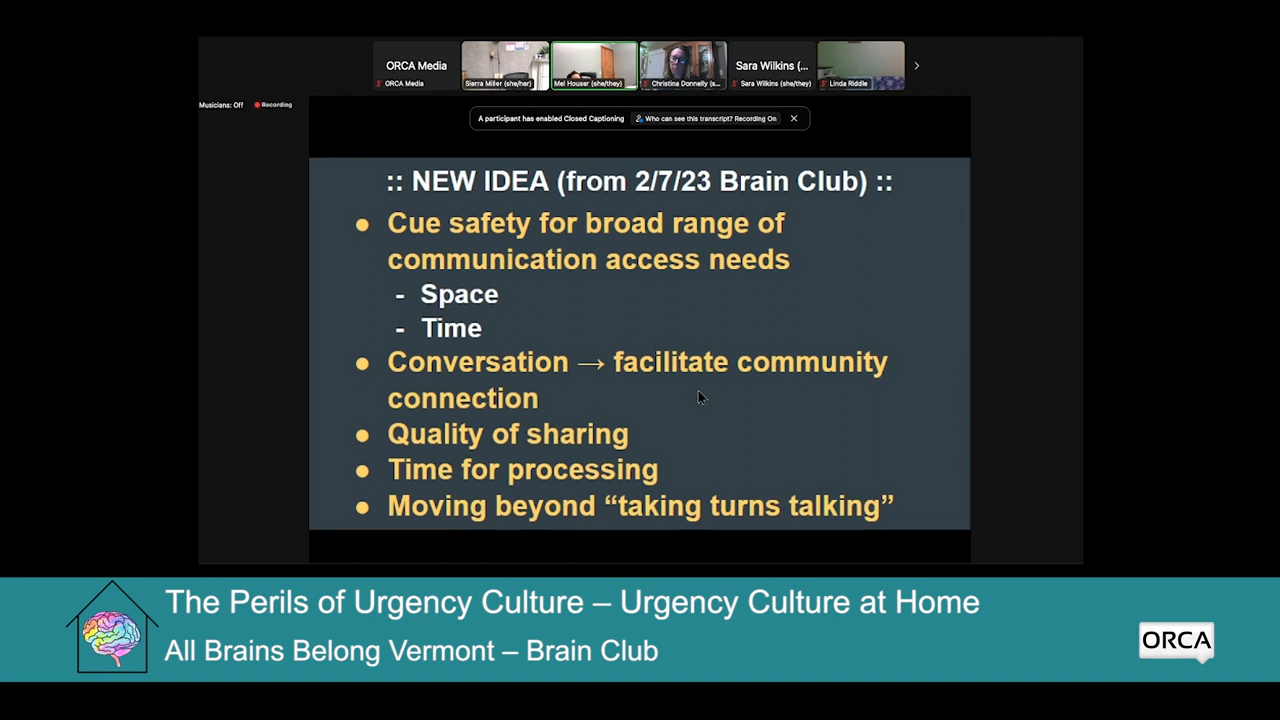 ORCA Media
Sara Wilkins (...
ORCA Media
Sierra Miller (she/her)
Mel Houser (she/they)
Christina Donnelly (s...
Sara Wilkins (she/they)
Linda Riddle
Musicians: Off
Recording
A participant has enabled Closed Captioning
Who can see this transcript? Recording On
:: NEW IDEA (from 2/7/23 Brain Club) ::
● Cue safety for broad range of
communication access needs
- Space
- Time
● Conversation → facilitate community
connection
● Quality of sharing
● Time for processing
● Moving beyond “taking turns talking”
The Perils of Urgency Culture – Urgency Culture at Home
All Brains Belong Vermont – Brain Club
ORCA